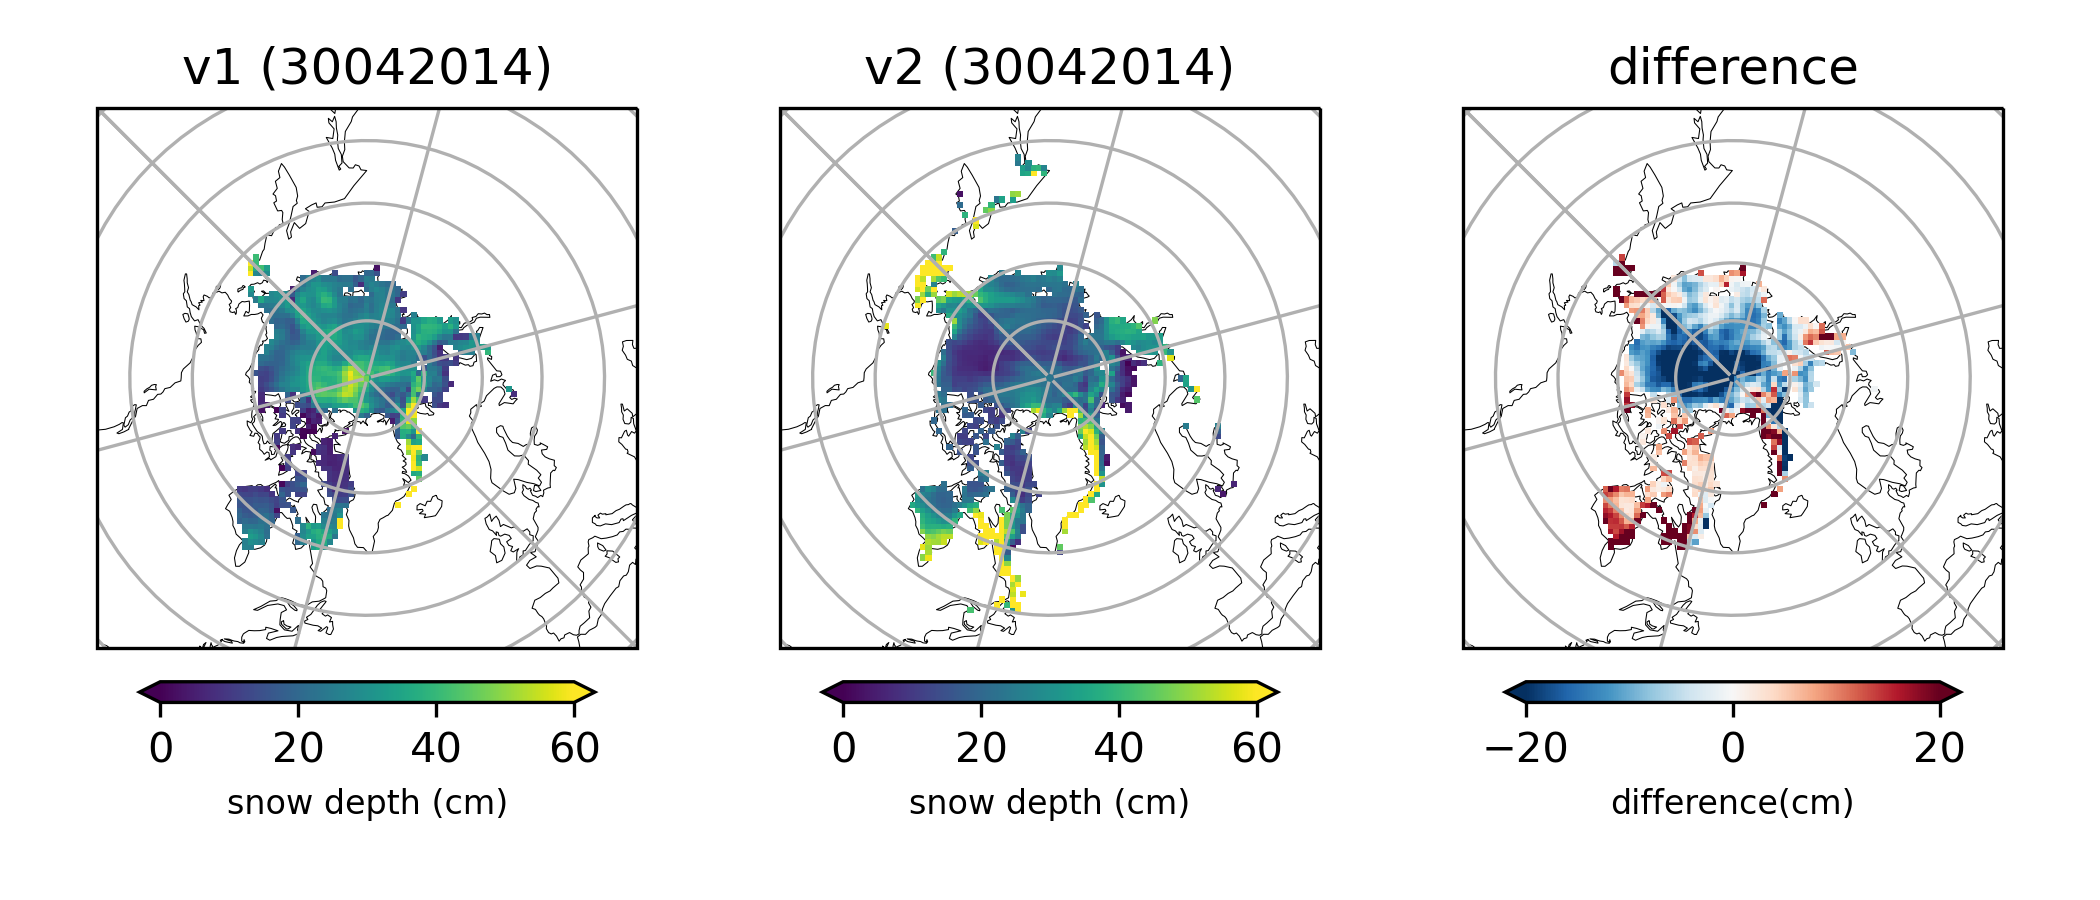 v1 (30042014)
v2 (30042014)
difference
0 20 40 60
snow depth (cm)
0 20 40 60
snow depth (cm)
−20 0 20
difference(cm)